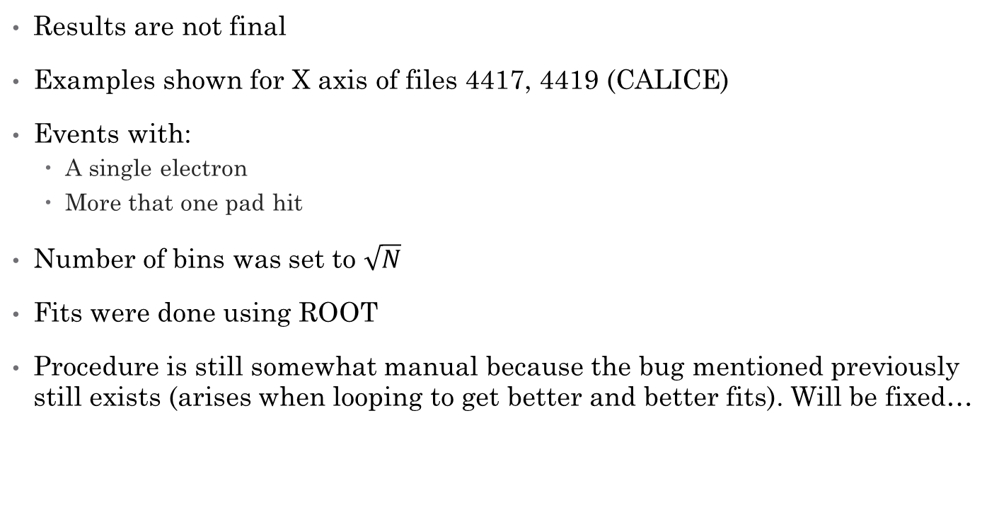 • Results are not final
• Examples shown for X axis of files 4417, 4419 (CALICE)
• Events with:
• A single electron
• More that one pad hit
• Number of bins was set to √N
• Fits were done using ROOT
• Procedure is still somewhat manual because the bug mentioned previously
still exists (arises when looping to get better and better fits). Will be fixed…